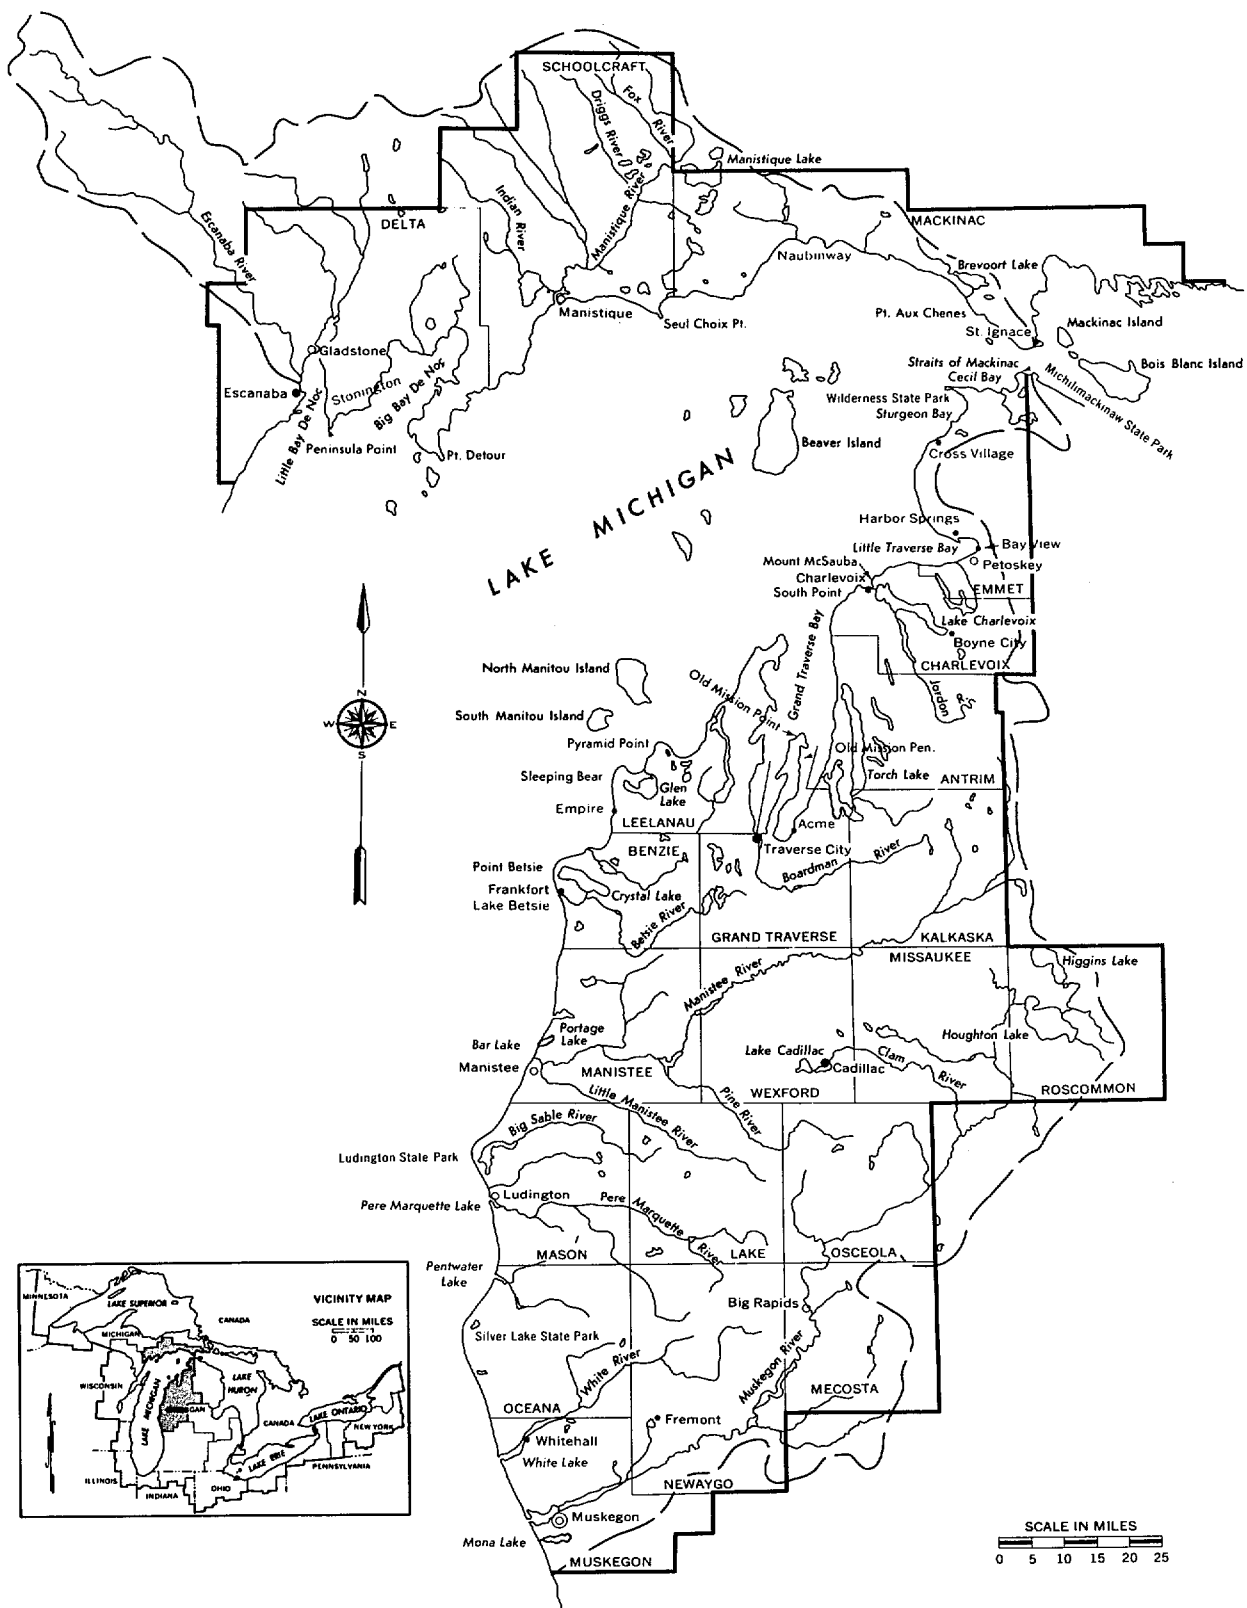 SCHOOLCRAFT
Fox
River
Driggs River
Manistique Lake
Manistique River
Indian
River
Escanaba River
DELTA
MACKINAC
Naubinway
Brevoort Lake
Manistique
Seul Choix Pt.
Pt. Aux Chenes
St. Ignace
Mackinac Island
Gladstone
Straits of Mackinac
Bois Blanc Island
Cecil Bay
Michilimackinaw State Park
Escanaba
Stonington
Big Bay De Noc
Little Bay De Noc
Wilderness State Park
Sturgeon Bay
Peninsula Point
Pt. Detour
Beaver Island
Cross Village
LAKE MICHIGAN
Harbor Springs
Little Traverse Bay
Bay View
Petoskey
Mount McSauba
Charlevoix
South Point
EMMET
Lake Charlevoix
Boyne City
CHARLEVOIX
Grand Traverse Bay
North Manitou Island
Old Mission Point
Jordon
Ri.
N
W E
S
South Manitou Island
Pyramid Point
Old Mission Pen.
Sleeping Bear
Glen
Lake
Torch Lake
ANTRIM
Empire
LEELANAU
Acme
BENZIE
Traverse City
Boardman River
Point Betsie
Frankfort
Crystal Lake
Lake Betsie
Betsie River
GRAND TRAVERSE
KALKASKA
MISSAUKEE
Higgins Lake
Manistee River
Portage
Lake
Bar Lake
Houghton Lake
Lake Cadillac
Clam
River
Manistee
MANISTEE
Cadillac
WEXFORD
ROSCOMMON
Little Manistee River
Pine River
Big Sable River
Ludington State Park
Ludington
Pere Marquette Lake
Pere Marquette
River
MASON
LAKE
OSCEOLA
Pentwater
Lake
Big Rapids
Silver Lake State Park
White River
Muskegon River
MECOSTA
OCEANA
Fremont
Whitehall
White Lake
NEWAYGO
Muskegon
Mona Lake
MUSKEGON
SCALE IN MILES
0 5 10 15 20 25
VICINITY MAP
SCALE IN MILES
0 50 100
MINNESOTA
LAKE SUPERIOR
CANADA
MICHIGAN
WISCONSIN
LAKE MICHIGAN
LAKE
HURON
GAN
CANADA
LAKE ONTARIO
NEW YORK
LAKE ERIE
PENNSYLVANIA
ILLINOIS
INDIANA
OHIO